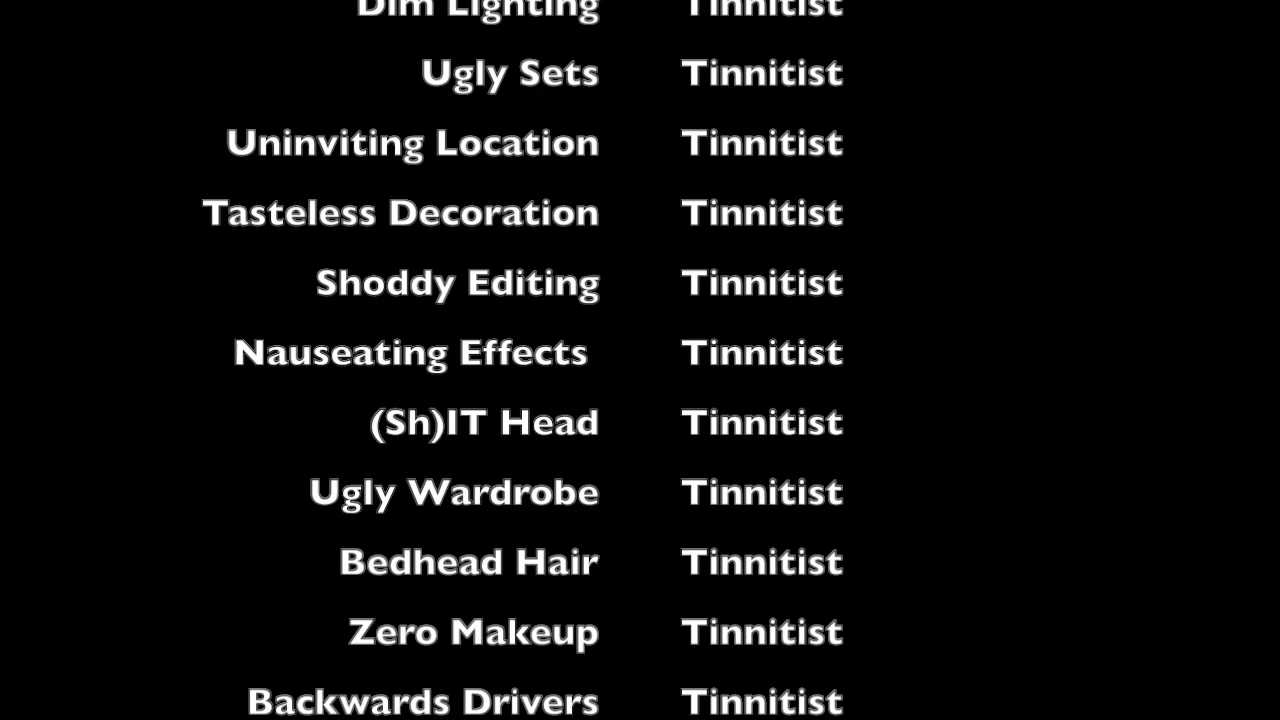 Dim Lighting Tinnitist
Ugly Sets Tinnitist
Uninviting Location Tinnitist
Tasteless Decoration Tinnitist
Shoddy Editing Tinnitist
Nauseating Effects Tinnitist
(Sh)IT Head Tinnitist
Ugly Wardrobe Tinnitist
Bedhead Hair Tinnitist
Zero Makeup Tinnitist
Backwards Drivers Tinnitist